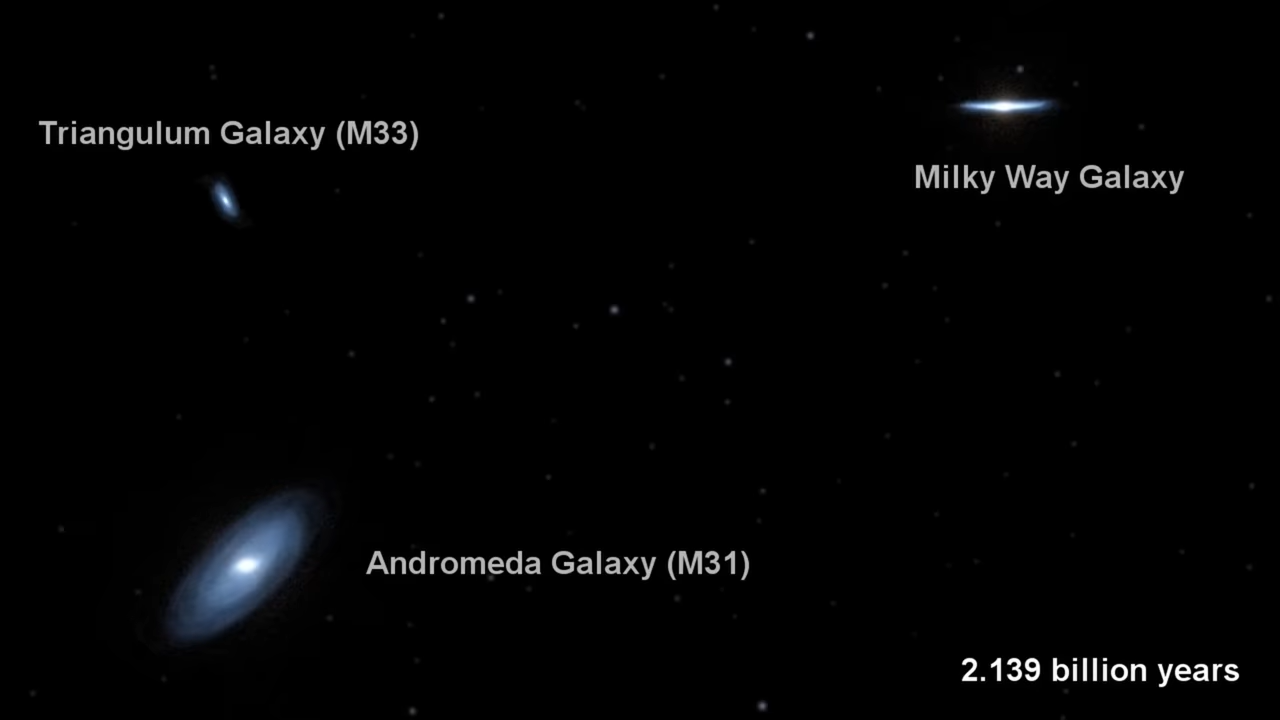 Triangulum Galaxy (M33)
Milky Way Galaxy
Andromeda Galaxy (M31)
2.139 billion years